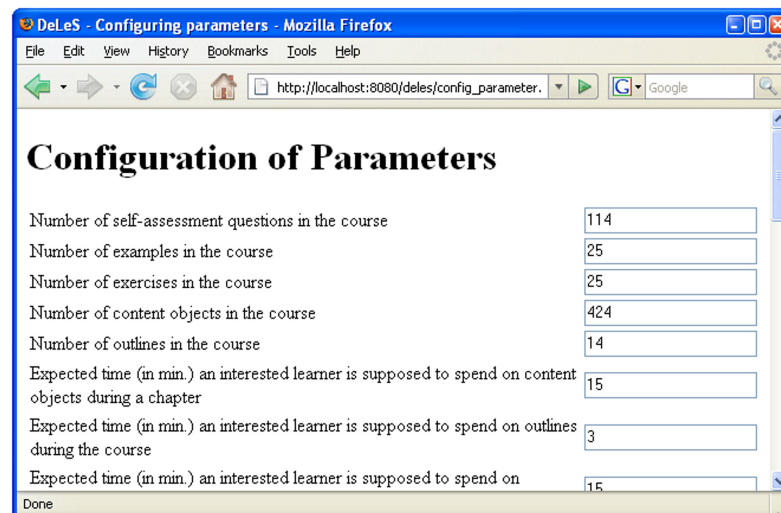 DeLeS - Configuring parameters - Mozilla Firefox
File Edit View History Bookmarks Tools Help
http://localhost:8080/deles/config_parameter. G Google
Configuration of Parameters
Number of self-assessment questions in the course 114
Number of examples in the course 25
Number of exercises in the course 25
Number of content objects in the course 424
Number of outlines in the course 14
Expected time (in min.) an interested learner is supposed to spend on content
objects during a chapter 15
Expected time (in min.) an interested learner is supposed to spend on outlines
during the course 3
Expected time (in min.) an interested learner is supposed to spend on 15
Done